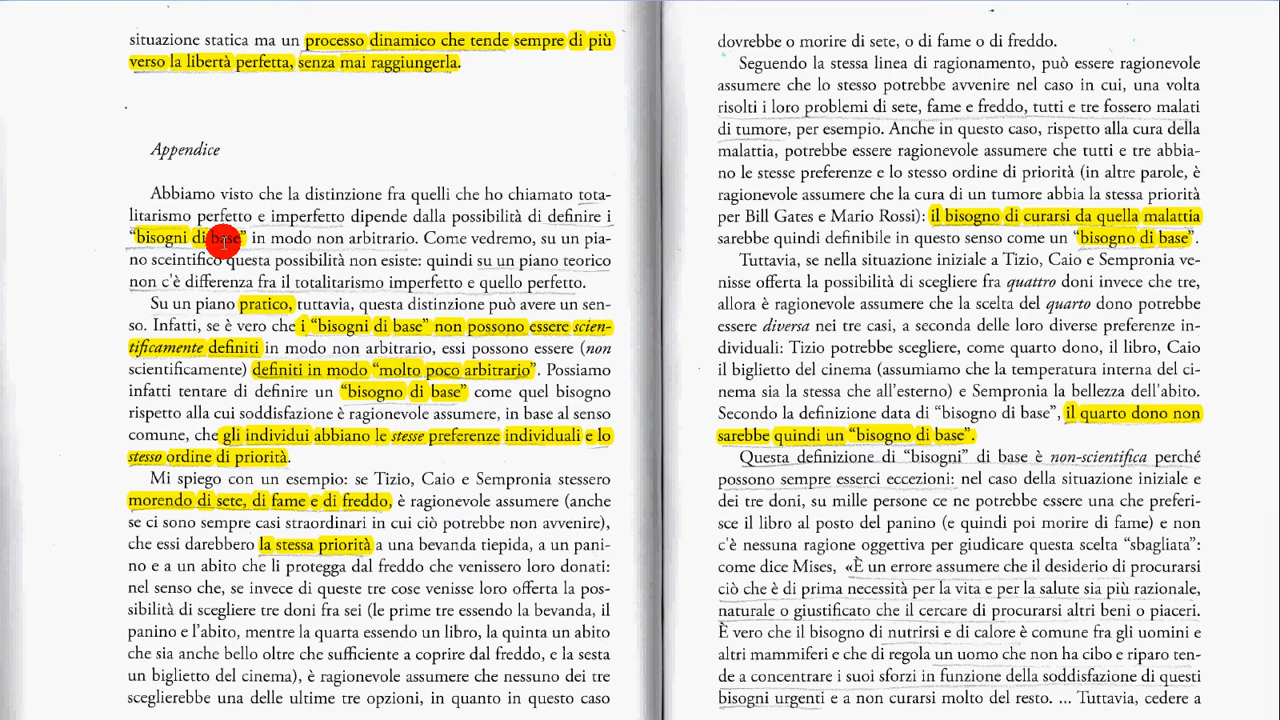 situazione statica ma un processo dinamico che tende sempre di più
verso la libertà perfetta, senza mai raggiungerla.
Appendice
Abbiamo visto che la distinzione fra quelli che ho chiamato tota-
litarismo perfetto e imperfetto dipende dalla possibilità di definire i
“bisogni di base” in modo non arbitrario. Come vedremo, su un pia-
no sceintifico questa possibilità non esiste: quindi su un piano teorico
non c'è differenza fra il totalitarismo imperfetto e quello perfetto.
Su un piano pratico, tuttavia, questa distinzione può avere un sen-
so. Infatti, se è vero che i “bisogni di base” non possono essere scien-
tificamente definiti in modo non arbitrario, essi possono essere (non
scientificamente) definiti in modo “molto poco arbitrario”. Possiamo
infatti tentare di definire un “bisogno di base” come quel bisogno
rispetto alla cui soddisfazione è ragionevole assumere, in base al senso
comune, che gli individui abbiano le stesse preferenze individuali e lo
stesso ordine di priorità.
Mi spiego con un esempio: se Tizio, Caio e Sempronia stessero
morendo di sete, di fame e di freddo, è ragionevole assumere (anche
se ci sono sempre casi straordinari in cui ciò potrebbe non avvenire),
che essi darebbero la stessa priorità a una bevanda tiepida, a un pani-
no e a un abito che li protegga dal freddo che venissero loro donati:
nel senso che, se invece di queste tre cose venisse loro offerta la pos-
sibilità di scegliere tre doni fra sei (le prime tre essendo la bevanda, il
panino e l'abito, mentre la quarta essendo un libro, la quinta un abito
che sia anche bello oltre che sufficiente a coprire dal freddo, e la sesta
un biglietto del cinema), è ragionevole assumere che nessuno dei tre
sceglierebbe una delle ultime tre opzioni, in quanto in questo caso
dovrebbe o morire di sete, o di fame o di freddo.
Seguendo la stessa linea di ragionamento, può essere ragionevole
assumere che lo stesso potrebbe avvenire nel caso in cui, una volta
risolti i loro problemi di sete, fame e freddo, tutti e tre fossero malati
di tumore, per esempio. Anche in questo caso, rispetto alla cura della
malattia, potrebbe essere ragionevole assumere che tutti e tre abbia-
no le stesse preferenze e lo stesso ordine di priorità (in altre parole, è
ragionevole assumere che la cura di un tumore abbia la stessa priorità
per Bill Gates e Mario Rossi): il bisogno di curarsi da quella malattia
sarebbe quindi definibile in questo senso come un “bisogno di base”.
Tuttavia, se nella situazione iniziale a Tizio, Caio e Sempronia ve-
nisse offerta la possibilità di scegliere fra quattro doni invece che tre,
allora è ragionevole assumere che la scelta del quarto dono potrebbe
essere diversa nei tre casi, a seconda delle loro diverse preferenze in-
dividuali: Tizio potrebbe scegliere, come quarto dono, il libro, Caio
il biglietto del cinema (assumiamo che la temperatura interna del ci-
nema sia la stessa che all'esterno) e Sempronia la bellezza dell'abito.
Secondo la definizione data di “bisogno di base”, il quarto dono non
sarebbe quindi un “bisogno di base”.
Questa definizione di “bisogni” di base è non-scientifica perché
possono sempre esserci eccezioni: nel caso della situazione iniziale e
dei tre doni, su mille persone ce ne potrebbe essere una che preferi-
sce il libro al posto del panino (e quindi poi morire di fame) e non
c'è nessuna ragione oggettiva per giudicare questa scelta “sbagliata”:
come dice Mises, «È un errore assumere che il desiderio di procurarsi
ciò che è di prima necessità per la vita e per la salute sia più razionale,
naturale o giustificato che il cercare di procurarsi altri beni o piaceri.
È vero che il bisogno di nutrirsi e di calore è comune fra gli uomini e
altri mammiferi e che di regola un uomo che non ha cibo e riparo ten-
de a concentrare i suoi sforzi in funzione della soddisfazione di questi
bisogni urgenti e a non curarsi molto del resto. ... Tuttavia, cedere a